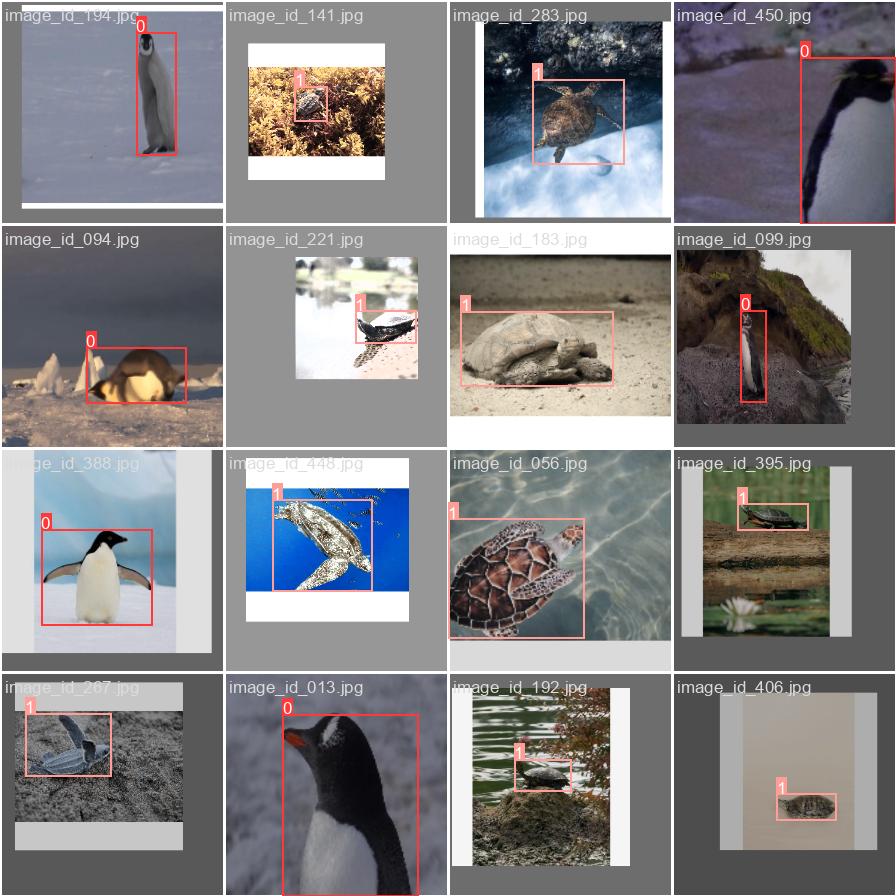 image_id_194.jpg
0
image_id_141.jpg
1
image_id_283.jpg
1
image_id_450.jpg
0
image_id_094.jpg
0
image_id_221.jpg
1
image_id_183.jpg
1
image_id_099.jpg
0
image_id_388.jpg
0
image_id_448.jpg
1
image_id_056.jpg
1
image_id_395.jpg
1
image_id_267.jpg
1
image_id_013.jpg
0
image_id_192.jpg
1
image_id_406.jpg
1